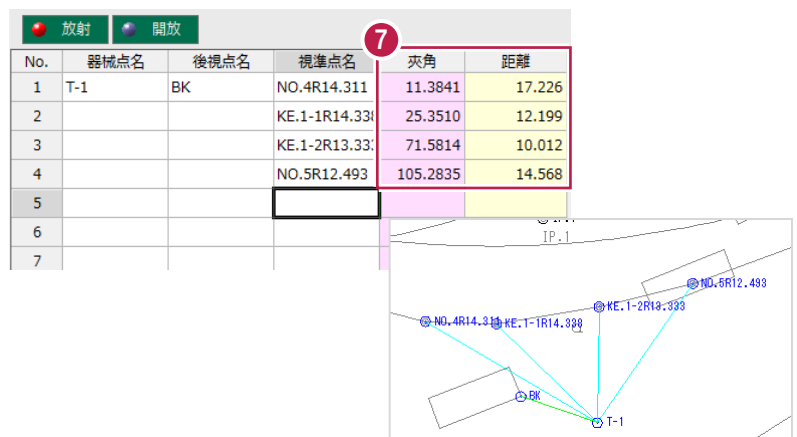 放射 開放
7
No. 器械点名 後視点名 視準点名 夾角 距離
1 T-1 BK NO.4R14.311 11.3841 17.226
2 KE.1-1R14.338 25.3510 12.199
3 KE.1-2R13.333 71.5814 10.012
4 NO.5R12.493 105.2835 14.568
5
6
7
IP.1
NO.5R12.493
KE.1-2R13.333
NO.4R14.311 KE.1-1R14.338
BK
T-1